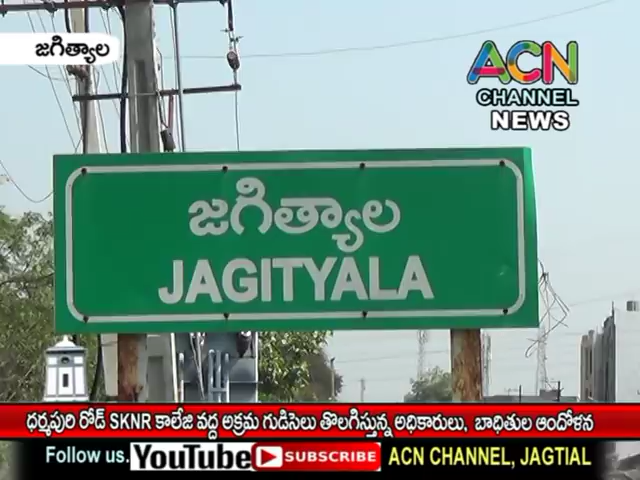 జగిత్యాల
ACN
CHANNEL
NEWS
జగిత్యాల
JAGITYALA
ధర్మపురి రోడ్ SKNR కాలేజి వద్ద అక్రమ గుడిసెలు తొలగిస్తున్న అధికారులు, బాధితుల ఆందోళన
Follow us. YouTube SUBSCRIBE ACN CHANNEL, JAGTIAL